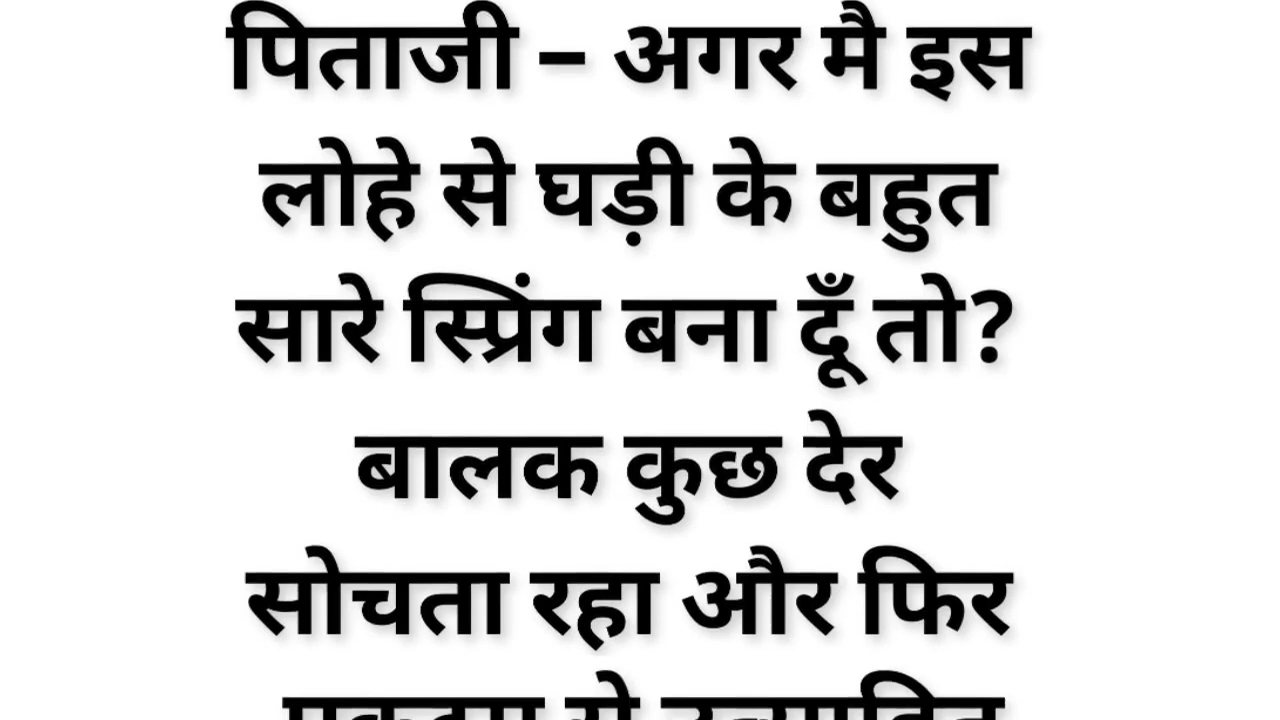 पिताजी – अगर मै इस
लोहे से घड़ी के बहुत
सारे स्प्रिंग बना दूँ तो?
बालक कुछ देर
सोचता रहा और फिर